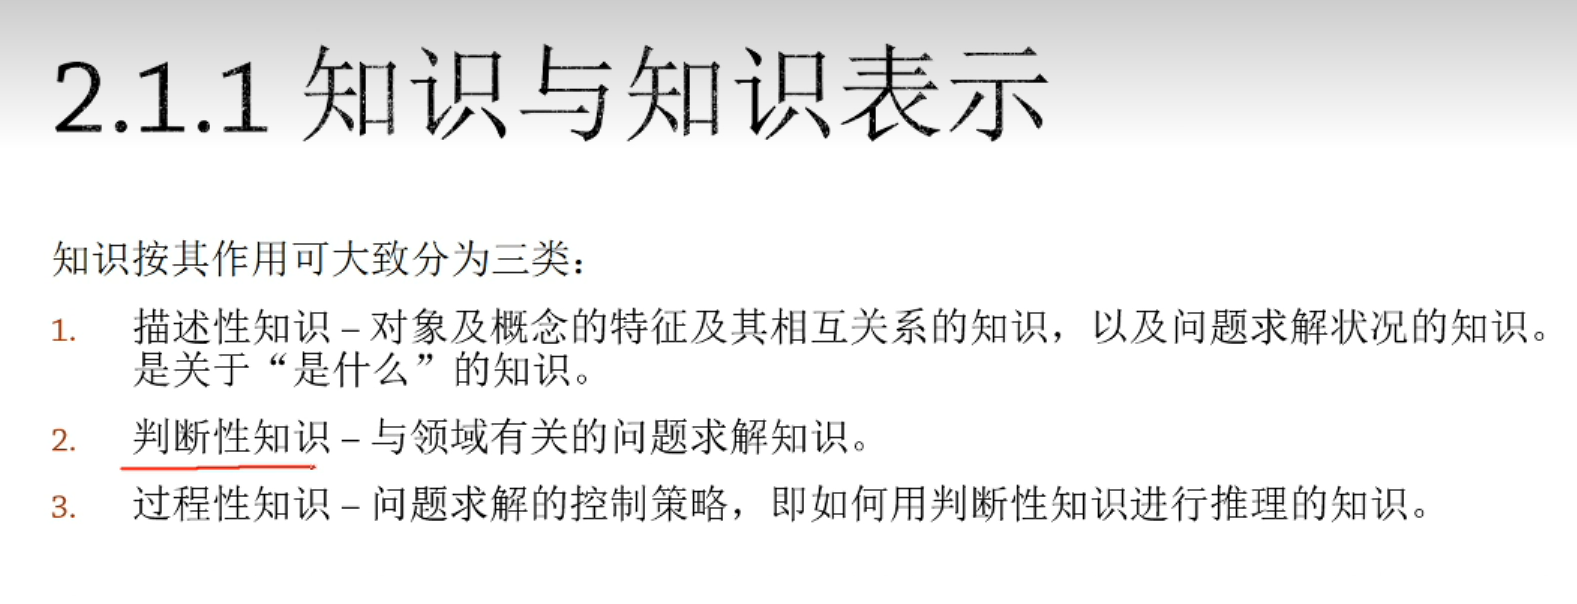 2.1.1 知识与知识表示
知识按其作用可大致分为三类：
1. 描述性知识 – 对象及概念的特征及其相互关系的知识，以及问题求解状况的知识。
是关于“是什么”的知识。
2. 判断性知识 – 与领域有关的问题求解知识。
3. 过程性知识 – 问题求解的控制策略，即如何用判断性知识进行推理的知识。